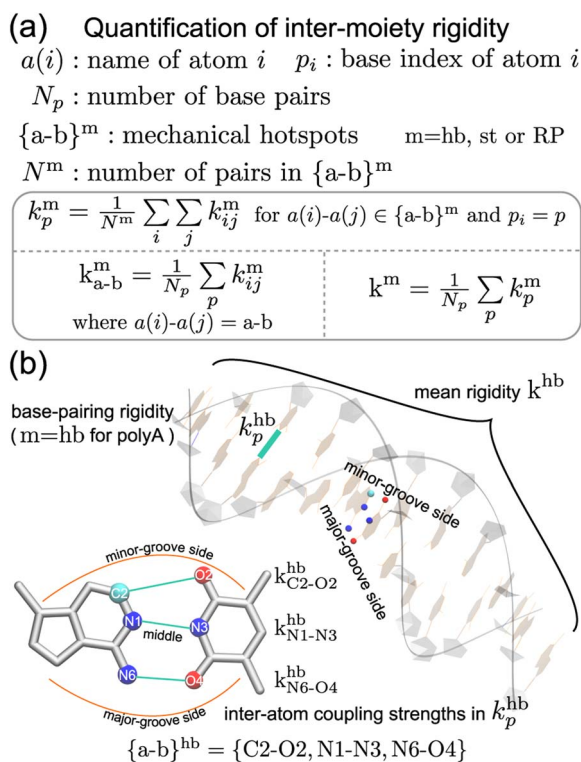 (a) Quantification of inter-moiety rigidity
a(i) : name of atom i p_i : base index of atom i
N_p : number of base pairs
{a-b}^m : mechanical hotspots m=hb, st or RP
N^m : number of pairs in {a-b}^m
k_p^m = 1/N^m ∑_i ∑_j k_ij^m for a(i)-a(j) ∈ {a-b}^m and p_i = p
k_a-b^m = 1/N_p ∑_p k_ij^m
where a(i)-a(j) = a-b
k^m = 1/N_p ∑_p k_p^m
(b)
mean rigidity k^hb
base-pairing rigidity
(m=hb for polyA)
k_p^hb
minor-groove side
major-groove side
minor-groove side
C2 O2 k_C2-O2^hb
N1 middle N3 k_N1-N3^hb
N6 O4 k_N6-O4^hb
major-groove side
inter-atom coupling strengths in k_p^hb
{a-b}^hb = {C2-O2, N1-N3, N6-O4}